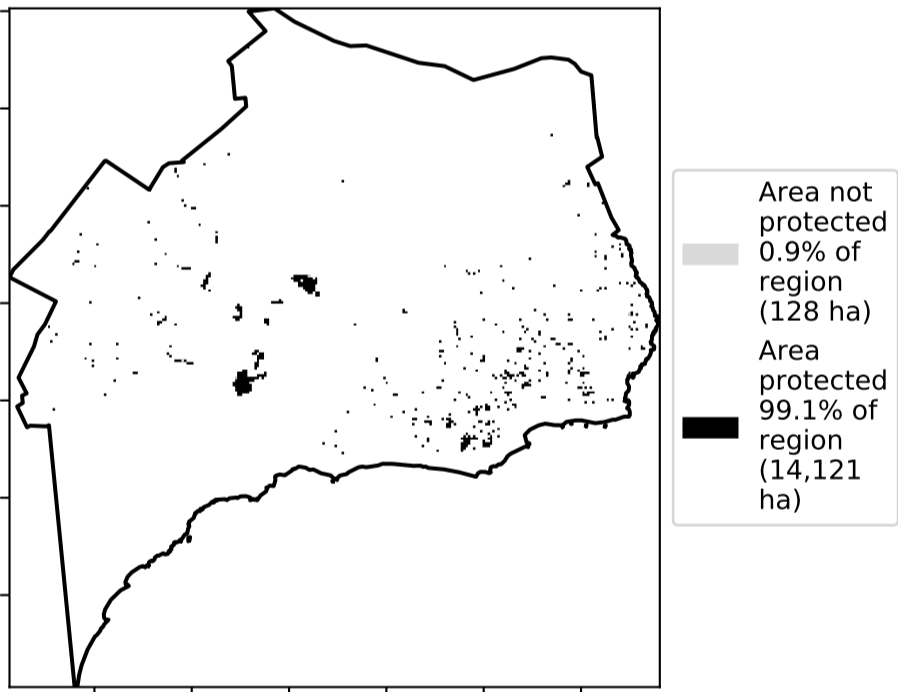 Area not
protected
0.9% of
region
(128 ha)
Area
protected
99.1% of
region
(14,121
ha)